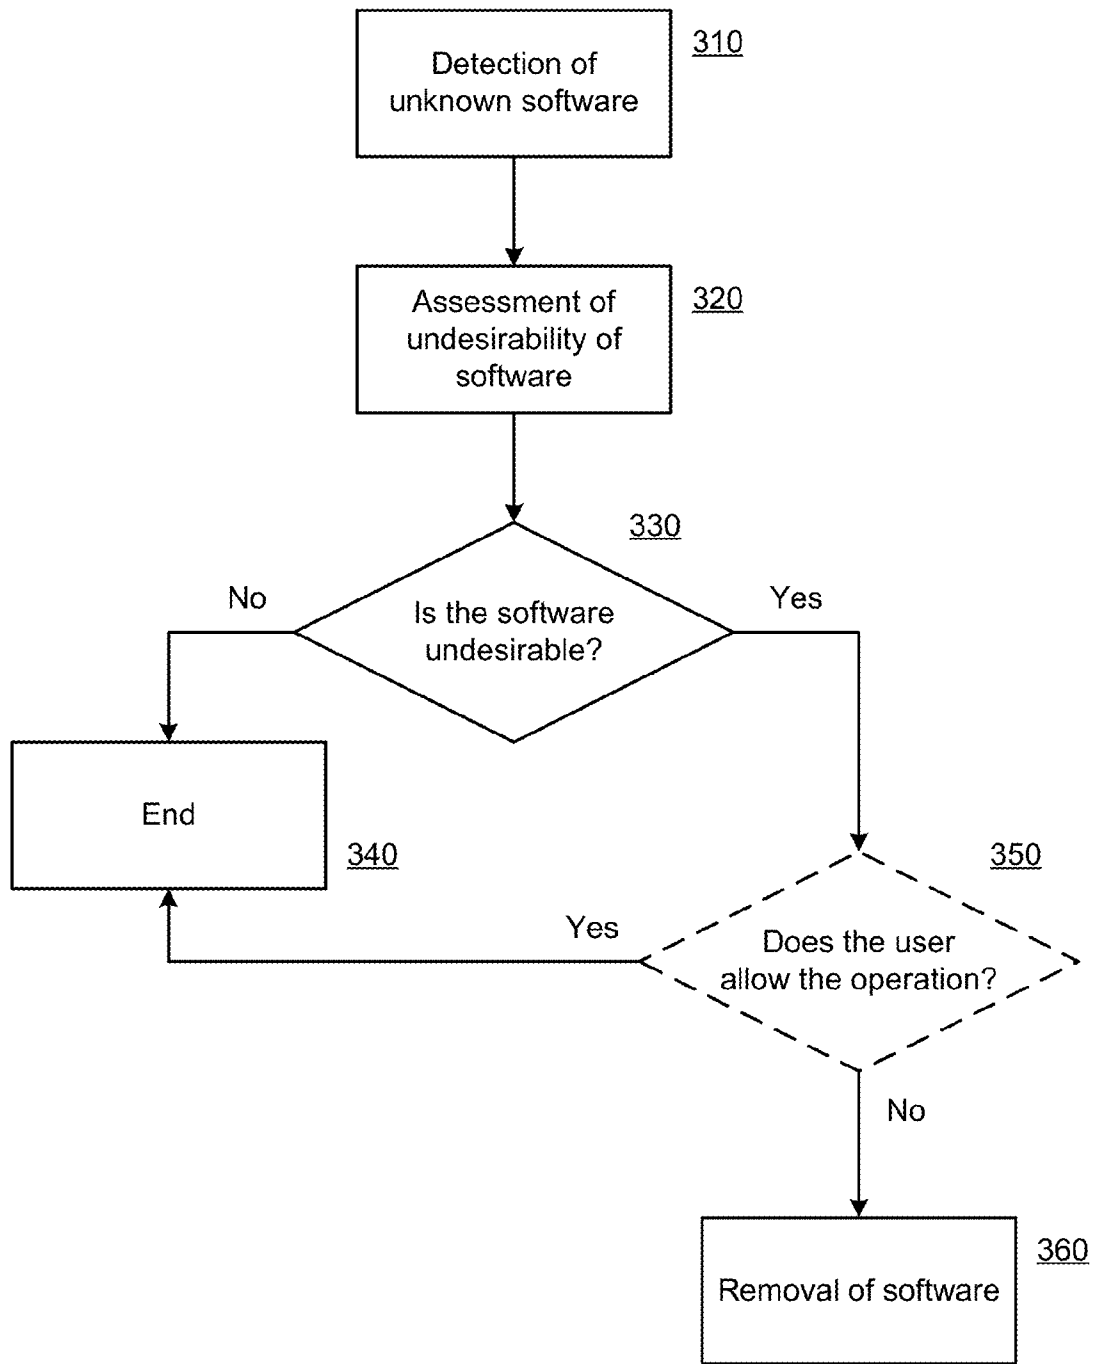 Detection of
unknown software
310
Assessment of
undesirability of
software
320
330
No
Yes
Is the software
undesirable?
End
340
350
Yes
Does the user
allow the operation?
No
Removal of software
360